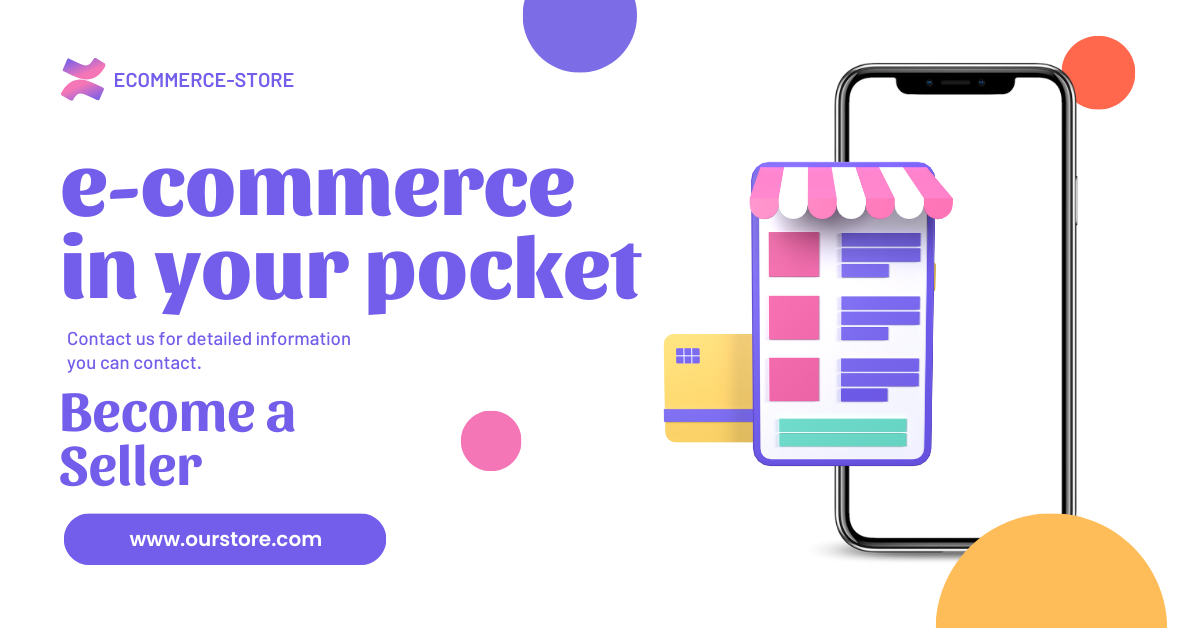 ECOMMERCE-STORE
e-commerce
in your pocket
Contact us for detailed information
you can contact.
Become a
Seller
www.ourstore.com